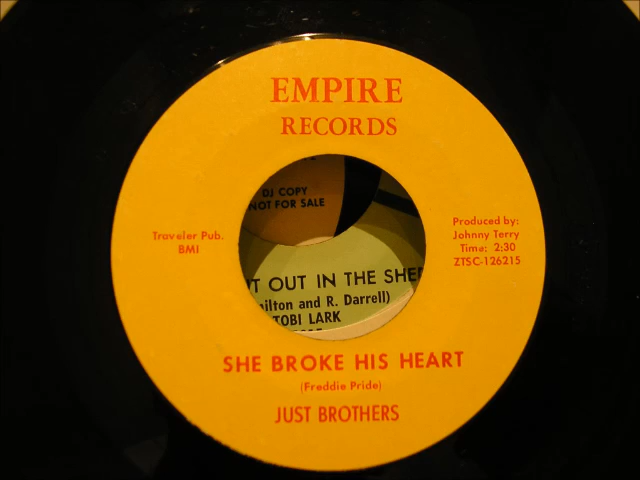 EMPIRE
RECORDS
DJ COPY
NOT FOR SALE
Traveler Pub.
BMI
Produced by:
Johnny Terry
Time: 2:30
ZTSC-126215
T OUT IN THE SHE
ilton and R. Darrell)
TOBI LARK
SHE BROKE HIS HEART
(Freddie Pride)
JUST BROTHERS